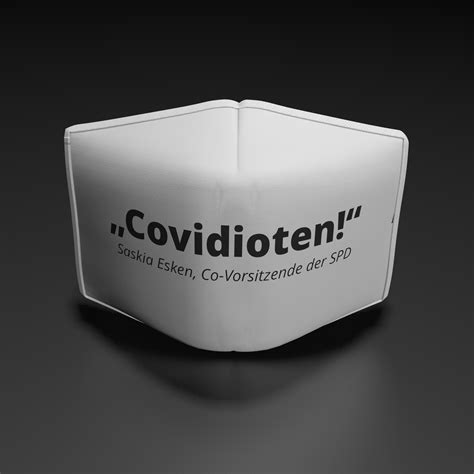 „Covidioten!“
Saskia Esken, Co-Vorsitzende der SPD